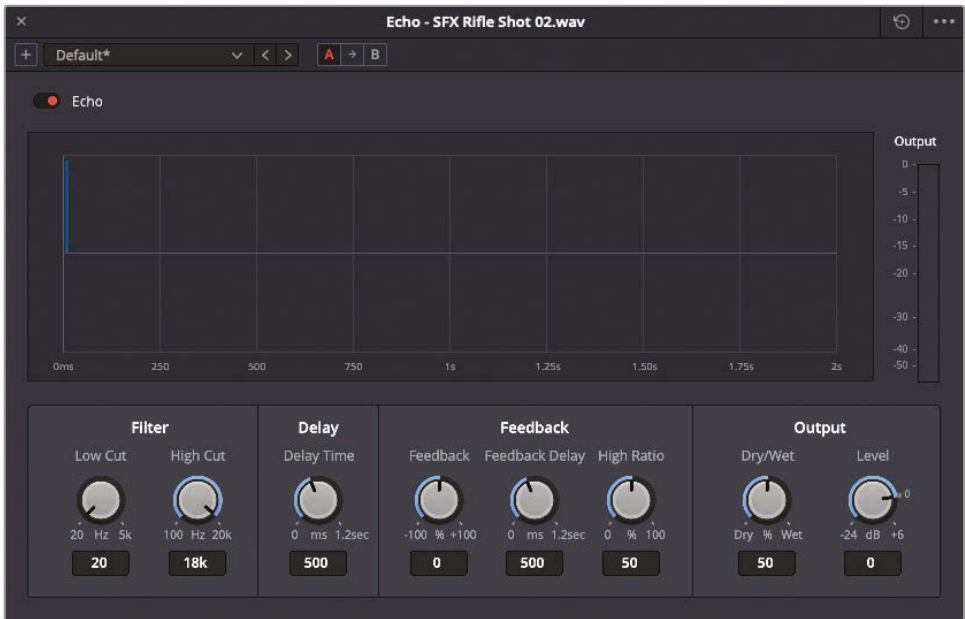 Echo - SFX Rifle Shot 02.wav
Default*
A
B
Echo
Output
0
-5
-10
-15
-20
-30
-40
-50
0ms 250 500 750 1s 1.25s 1.50s 1.75s 2s
Filter Delay Feedback Output
Low Cut High Cut Delay Time Feedback Feedback Delay High Ratio Dry/Wet Level
0
20 Hz 5k 100 Hz 20k 0 ms 1.2sec -100 % +100 0 ms 1.2sec 0 % 100 Dry % Wet -24 dB +6
20 18k 500 0 500 50 50 0